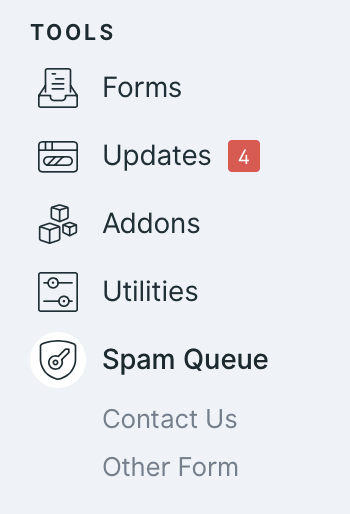 TOOLS
Forms
Updates 4
Addons
Utilities
Spam Queue
Contact Us
Other Form